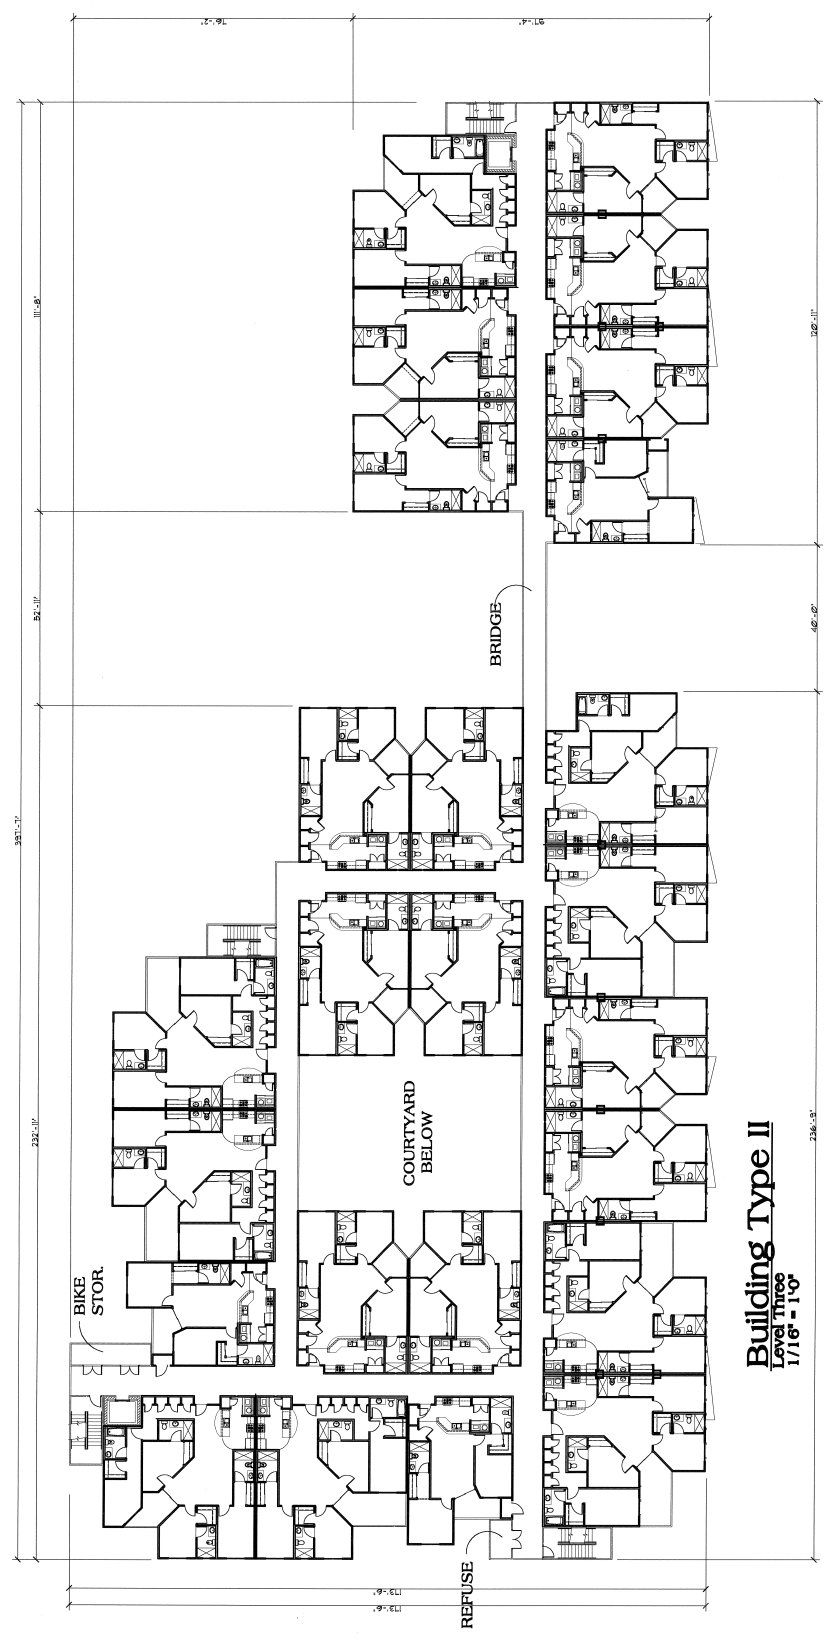 76'-2"
97'-4"
111'-8"
120'-11"
52'-11"
BRIDGE
40'-0"
397'-7"
232'-11"
COURTYARD
BELOW
236'-9"
BIKE
STOR.
Building Type II
Level Three
1/16" = 1'0"
REFUSE
173'-6"
173'-6"